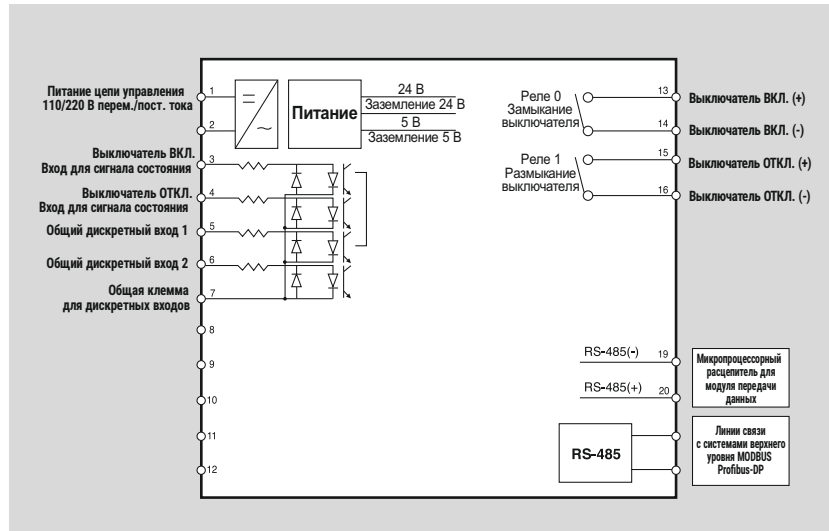 Питание цепи управления
110/220 В перем./пост. тока
1
2
Выключатель ВКЛ.
Вход для сигнала состояния
3
Выключатель ОТКЛ.
Вход для сигнала состояния
4
Общий дискретный вход 1
5
Общий дискретный вход 2
6
Общая клемма
для дискретных входов
7
8
9
10
11
12
Питание
24 В
Заземление 24 В
5 В
Заземление 5 В
Реле 0
Замыкание
выключателя
13
Выключатель ВКЛ. (+)
14
Выключатель ВКЛ. (-)
Реле 1
Размыкание
выключателя
15
Выключатель ОТКЛ. (+)
16
Выключатель ОТКЛ. (-)
RS-485(-)
19
RS-485(+)
20
Микропроцессорный
расцепитель для
модуля передачи
данных
RS-485
Линии связи
с системами верхнего
уровня MODBUS
Profibus-DP